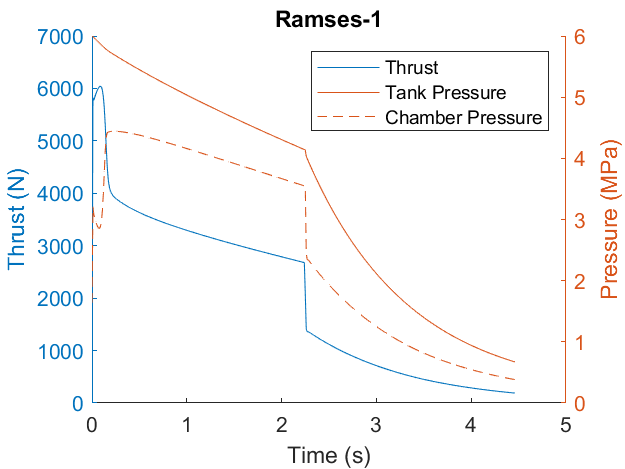 Ramses-1
7000
6000
5000
4000
3000
2000
1000
0
Thrust (N)
Thrust
Tank Pressure
Chamber Pressure
6
5
4
3
2
1
0
Pressure (MPa)
0 1 2 3 4 5
Time (s)